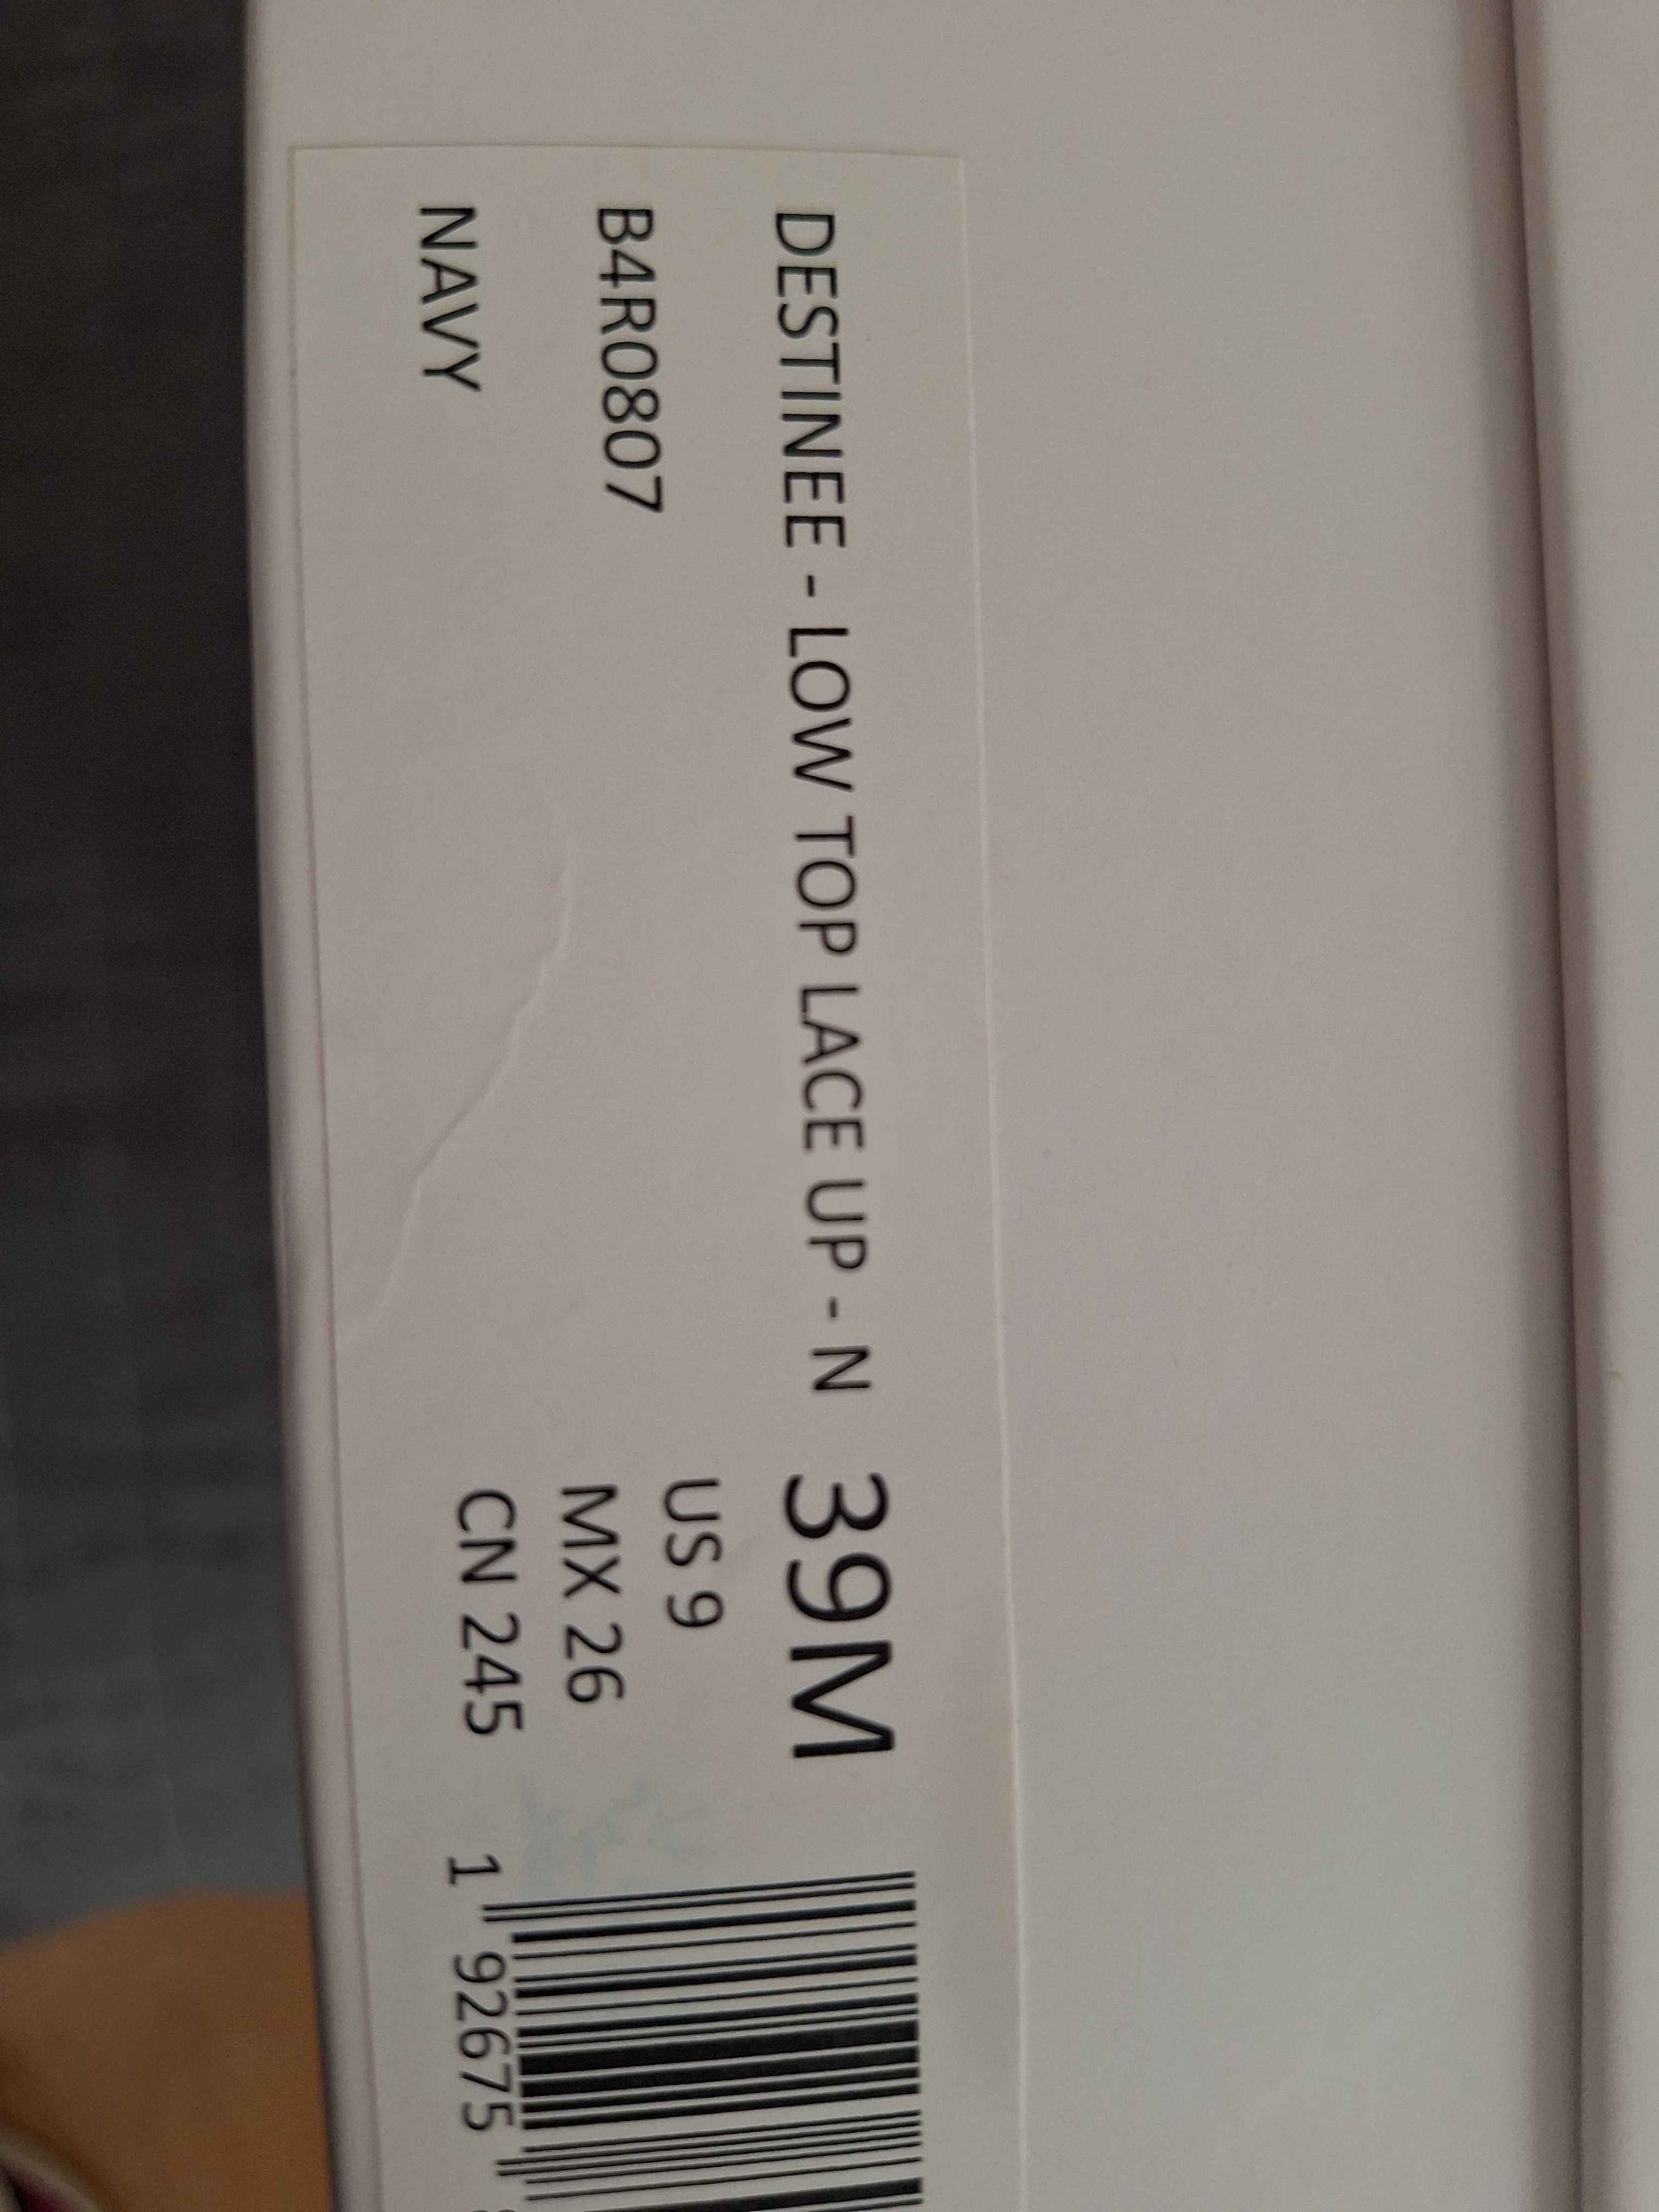 DESTINEE - LOW TOP LACE UP - N
B4R0807
NAVY
39M
US 9
MX 26
CN 245
1 92675